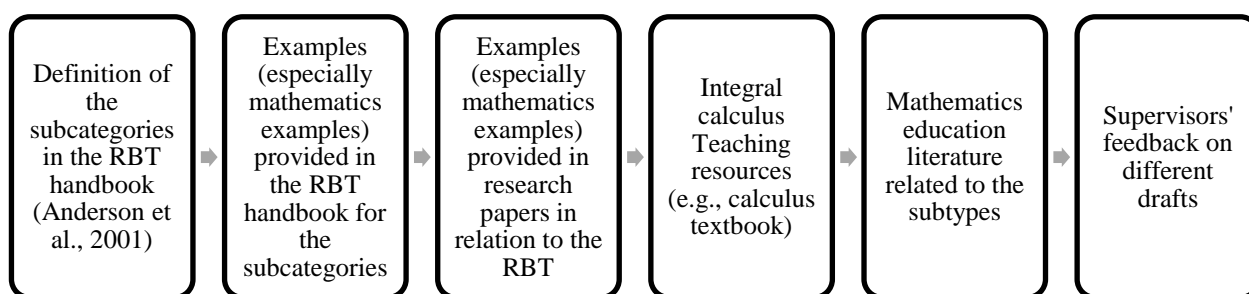 Definition of
the
subcategories
in the RBT
handbook
(Anderson et
al., 2001)
Examples
(especially
mathematics
examples)
provided in
the RBT
handbook for
the
subcategories
Examples
(especially
mathematics
examples)
provided in
research
papers in
relation to the
RBT
Integral
calculus
Teaching
resources
(e.g., calculus
textbook)
Mathematics
education
literature
related to the
subtypes
Supervisors'
feedback on
different
drafts